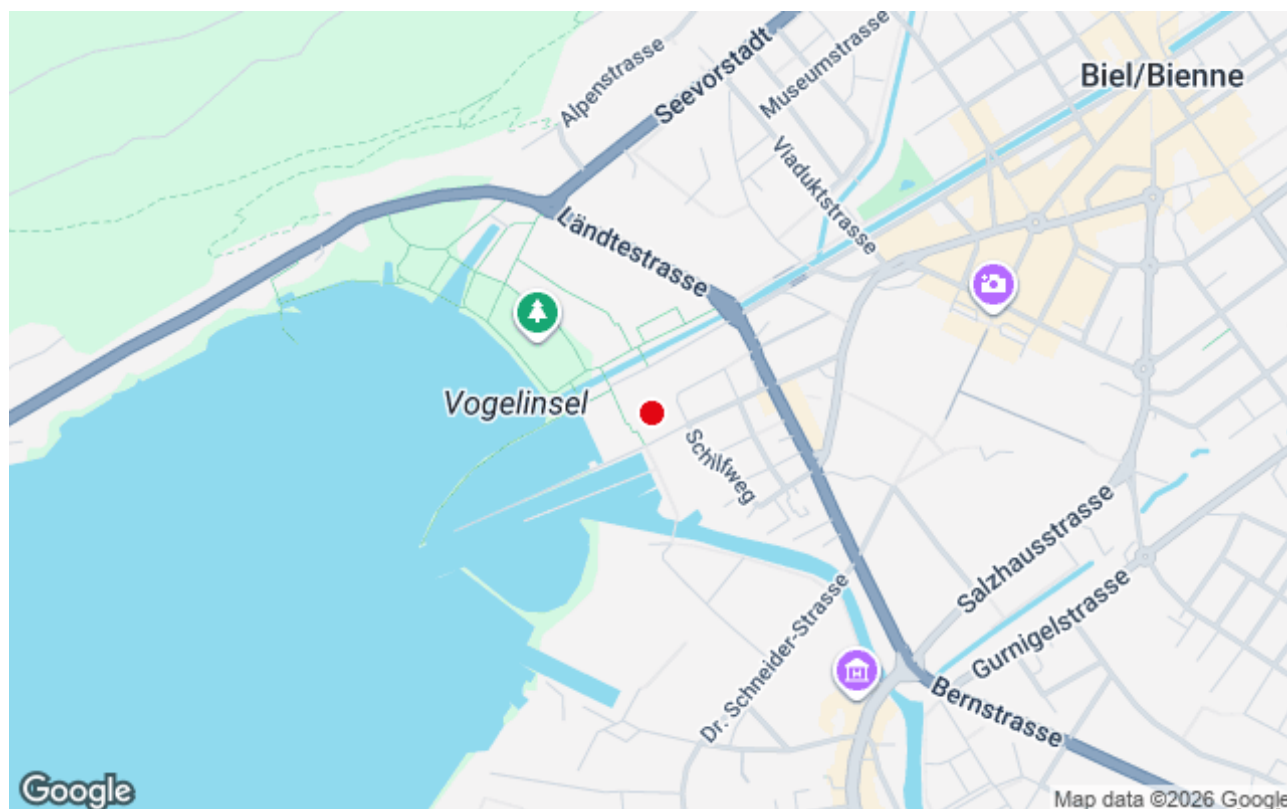 Alpenstrasse
Seevorstadt
Museumstrasse
Biel/Bienne
Viaduktstrasse
Ländtestrasse
Vogelinsel
Schilfweg
Salzhausstrasse
Gurnigelstrasse
Dr. Schneider-Strasse
Bernstrasse
Google
Map data ©2026 Google